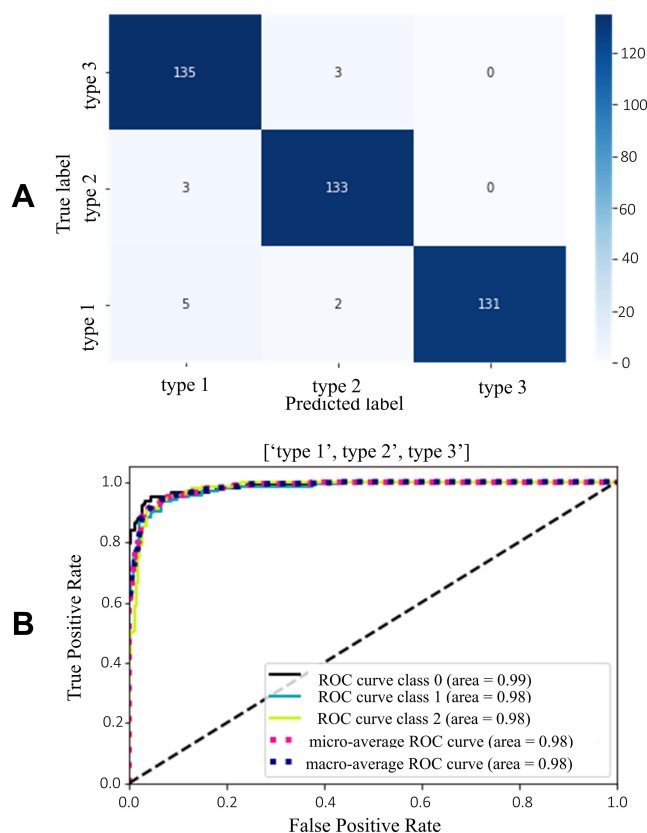 A
True label
type 3
type 2
type 1
135 3 0
3 133 0
5 2 131
type 1 type 2 type 3
Predicted label
120
100
80
60
40
20
0
B
[‘type 1’, type 2’, type 3’]
True Positive Rate
1.0
0.8
0.6
0.4
0.2
0.0
ROC curve class 0 (area = 0.99)
ROC curve class 1 (area = 0.98)
ROC curve class 2 (area = 0.98)
micro-average ROC curve (area = 0.98)
macro-average ROC curve (area = 0.98)
0.0 0.2 0.4 0.6 0.8 1.0
False Positive Rate